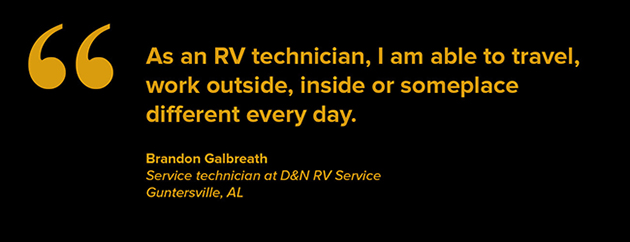 “
As an RV technician, I am able to travel,
work outside, inside or someplace
different every day.
Brandon Galbreath
Service technician at D&N RV Service
Guntersville, AL